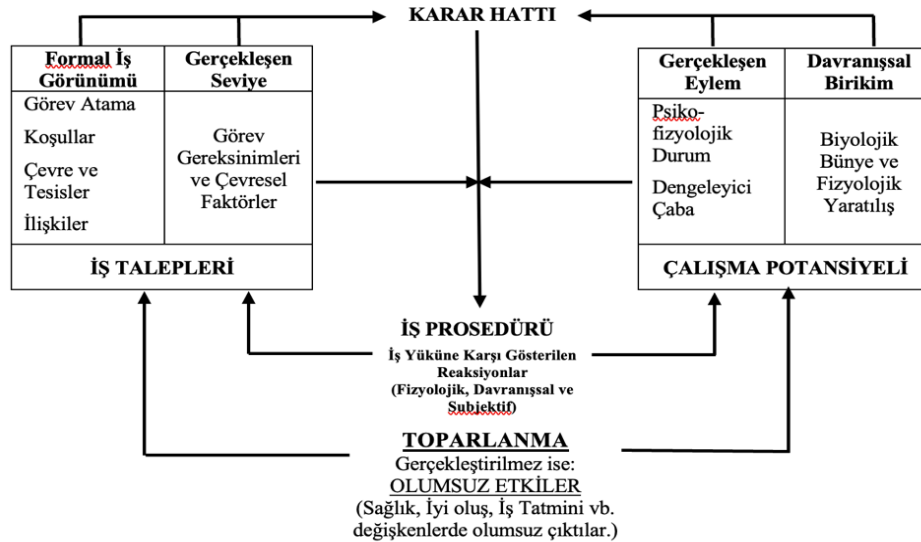 KARAR HATTI
Formal İş
Görünümü
Gerçekleşen
Seviye
Görev Atama
Koşullar
Çevre ve
Tesisler
İlişkiler
Görev
Gereksinimleri
ve Çevresel
Faktörler
İŞ TALEPLERİ
Gerçekleşen
Eylem
Davranışsal
Birikim
Psiko-
fizyolojik
Durum
Dengeleyici
Çaba
Biyolojik
Bünye ve
Fizyolojik
Yaratılış
ÇALIŞMA POTANSİYELİ
İŞ PROSEDÜRÜ
İş Yüküne Karşı Gösterilen
Reaksiyonlar
(Fizyolojik, Davranışsal ve
Subjektif)
TOPARLANMA
Gerçekleştirilmez ise:
OLUMSUZ ETKİLER
(Sağlık, İyi oluş, İş Tatmini vb.
değişkenlerde olumsuz çıktılar.)